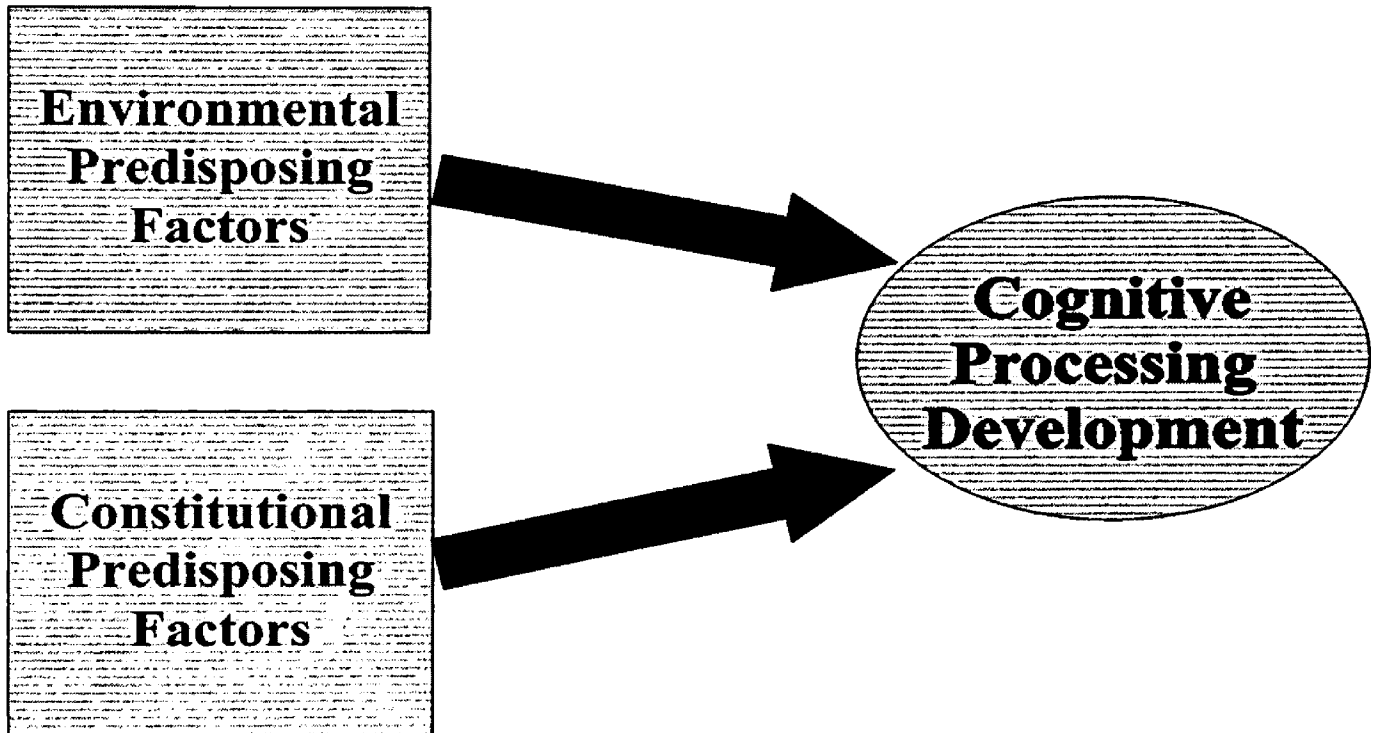 Environmental
Predisposing
Factors
Constitutional
Predisposing
Factors
Cognitive
Processing
Development